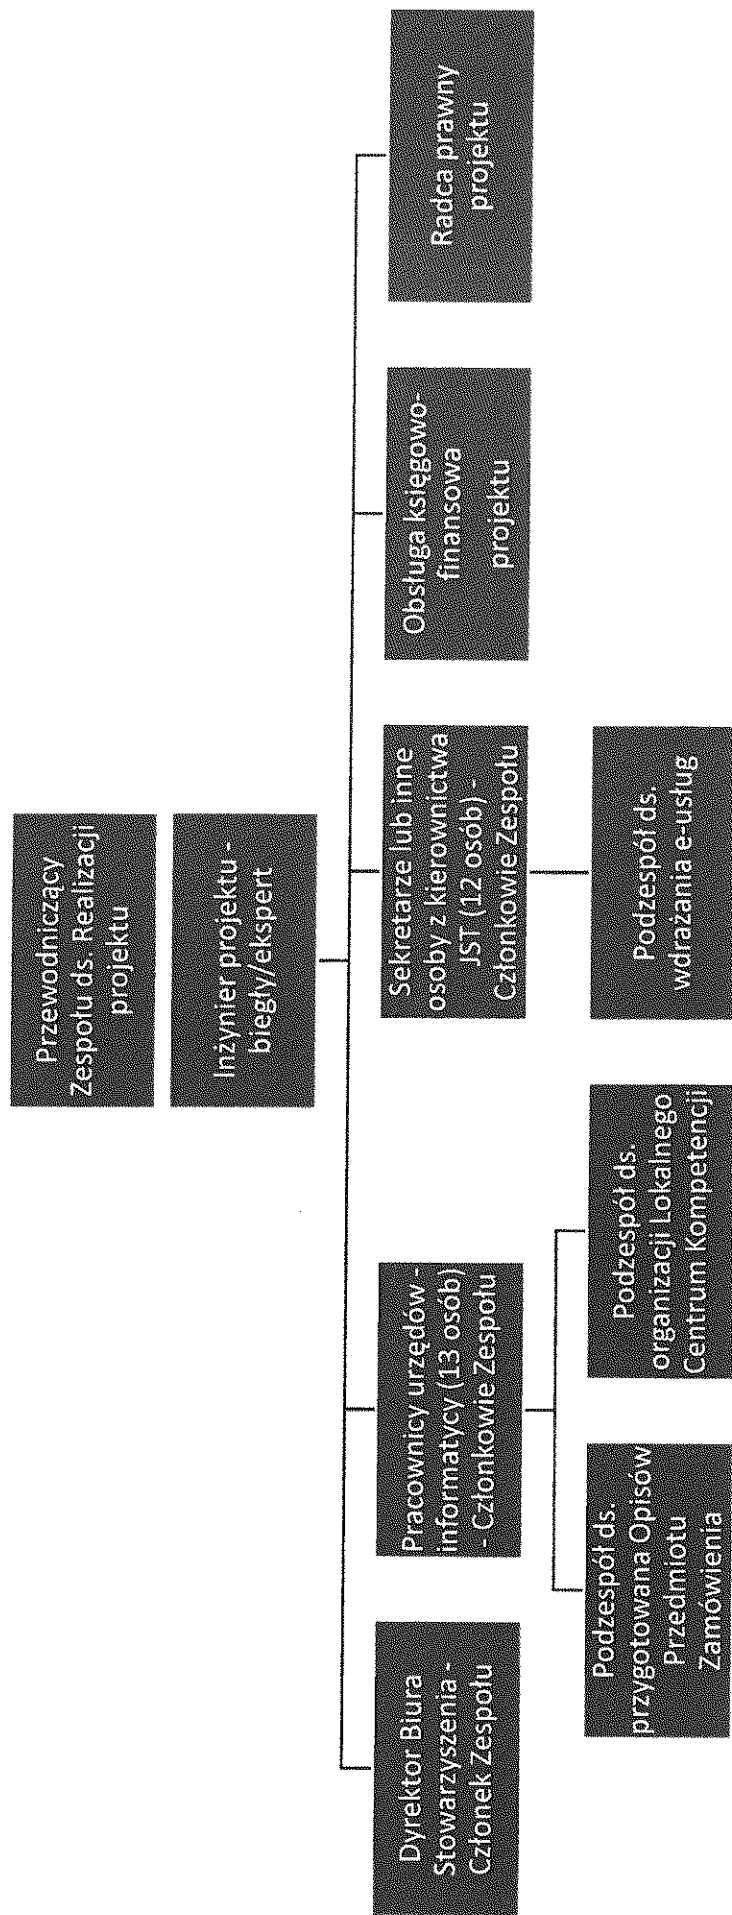 Przewodniczący
Zespołu ds. Realizacji
projektu
Inżynier projektu -
biegły/ekspert
Dyrektor Biura
Stowarzyszenia -
Członek Zespołu
Pracownicy urzędów -
informatycy (13 osób)
- Członkowie Zespołu
Sekretarze lub inne
osoby z kierownictwa
JST (12 osób) -
Członkowie Zespołu
Obsługa księgowo-
finansowa
projektu
Radca prawny
projektu
Podzespół ds.
przygotowana Opisów
Przedmiotu
Zamówienia
Podzespół ds.
organizacji Lokalnego
Centrum Kompetencji
Podzespół ds.
wdrażania e-usług